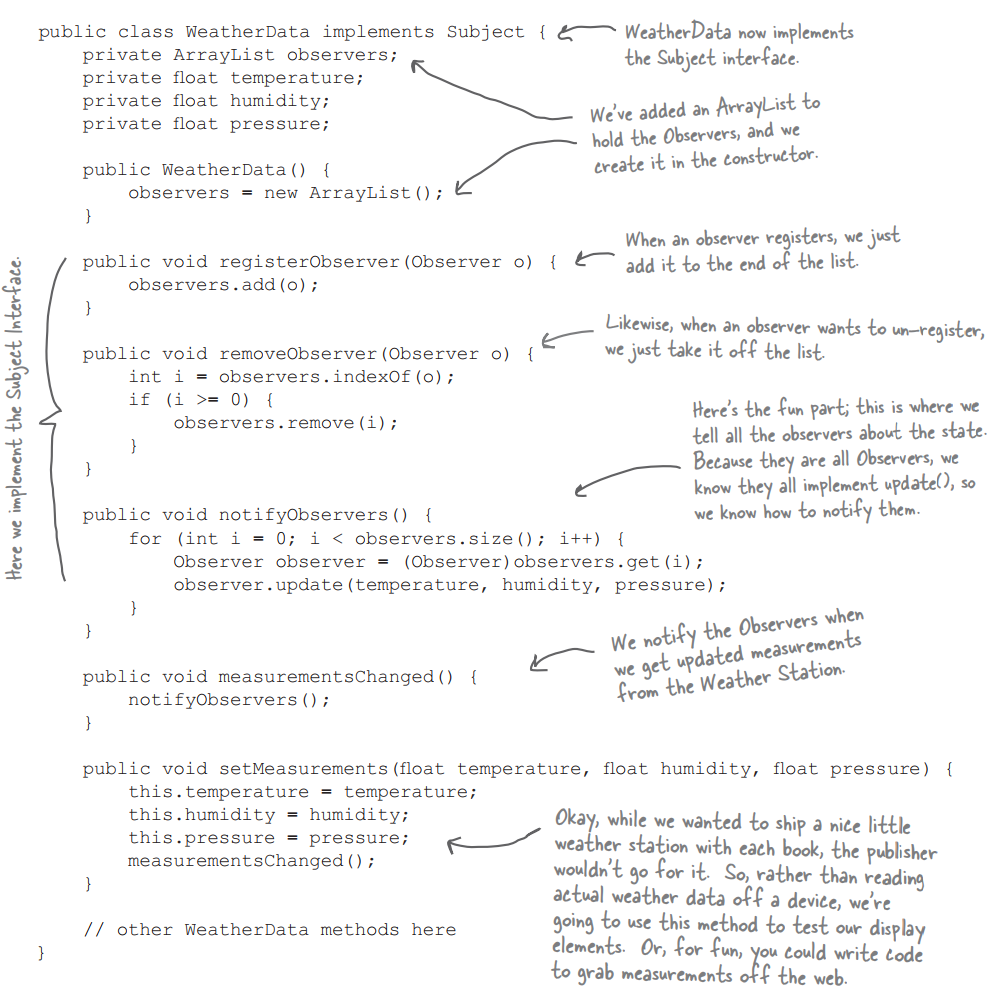 public class WeatherData implements Subject {
    private ArrayList observers;
    private float temperature;
    private float humidity;
    private float pressure;

    public WeatherData() {
        observers = new ArrayList();
    }

    public void registerObserver(Observer o) {
        observers.add(o);
    }

    public void removeObserver(Observer o) {
        int i = observers.indexOf(o);
        if (i >= 0) {
            observers.remove(i);
        }
    }

    public void notifyObservers() {
        for (int i = 0; i < observers.size(); i++) {
            Observer observer = (Observer)observers.get(i);
            observer.update(temperature, humidity, pressure);
        }
    }

    public void measurementsChanged() {
        notifyObservers();
    }

    public void setMeasurements(float temperature, float humidity, float pressure) {
        this.temperature = temperature;
        this.humidity = humidity;
        this.pressure = pressure;
        measurementsChanged();
    }

    // other WeatherData methods here
}
WeatherData now implements
the Subject interface.
We've added an ArrayList to
hold the Observers, and we
create it in the constructor.
When an observer registers, we just
add it to the end of the list.
Likewise, when an observer wants to un-register,
we just take it off the list.
Here's the fun part; this is where we
tell all the observers about the state.
Because they are all Observers, we
know they all implement update(), so
we know how to notify them.
We notify the Observers when
we get updated measurements
from the Weather Station.
Okay, while we wanted to ship a nice little
weather station with each book, the publisher
wouldn't go for it. So, rather than reading
actual weather data off a device, we're
going to use this method to test our display
elements. Or, for fun, you could write code
to grab measurements off the web.
Here we implement the Subject Interface.